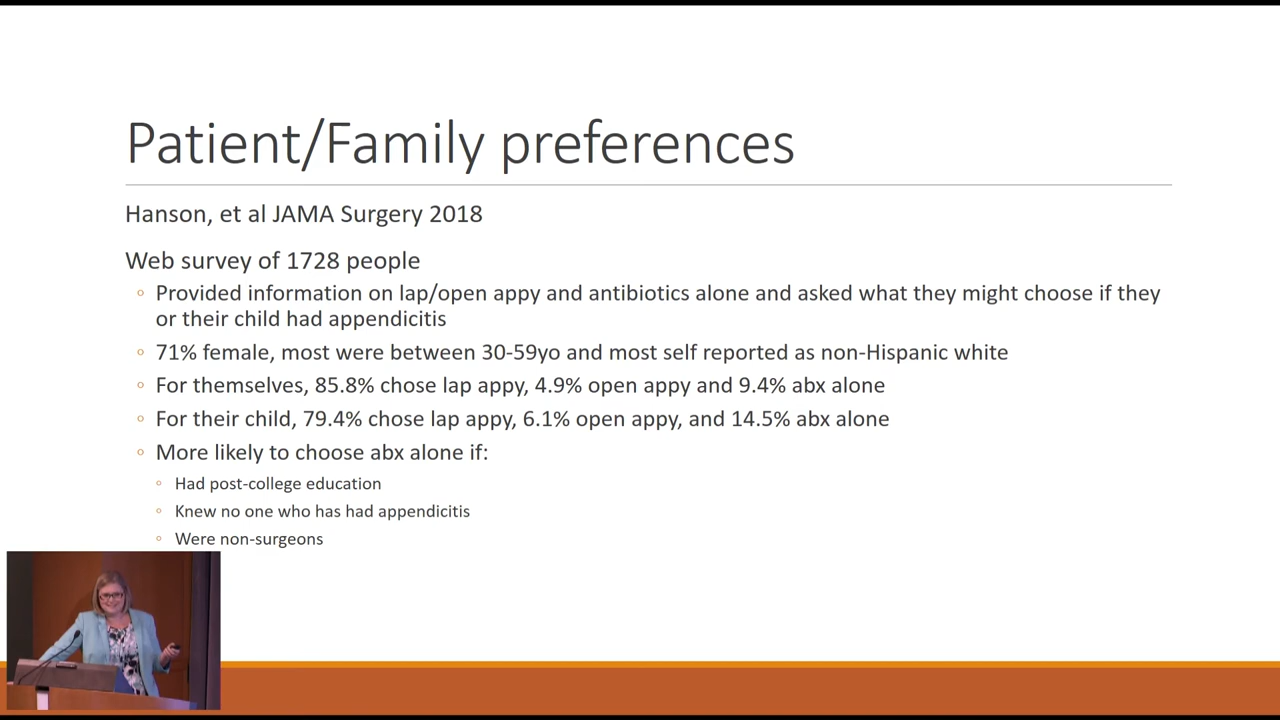 Patient/Family preferences
Hanson, et al JAMA Surgery 2018
Web survey of 1728 people
◦ Provided information on lap/open appy and antibiotics alone and asked what they might choose if they
or their child had appendicitis
◦ 71% female, most were between 30-59yo and most self reported as non-Hispanic white
◦ For themselves, 85.8% chose lap appy, 4.9% open appy and 9.4% abx alone
◦ For their child, 79.4% chose lap appy, 6.1% open appy, and 14.5% abx alone
◦ More likely to choose abx alone if:
◦ Had post-college education
◦ Knew no one who has had appendicitis
◦ Were non-surgeons